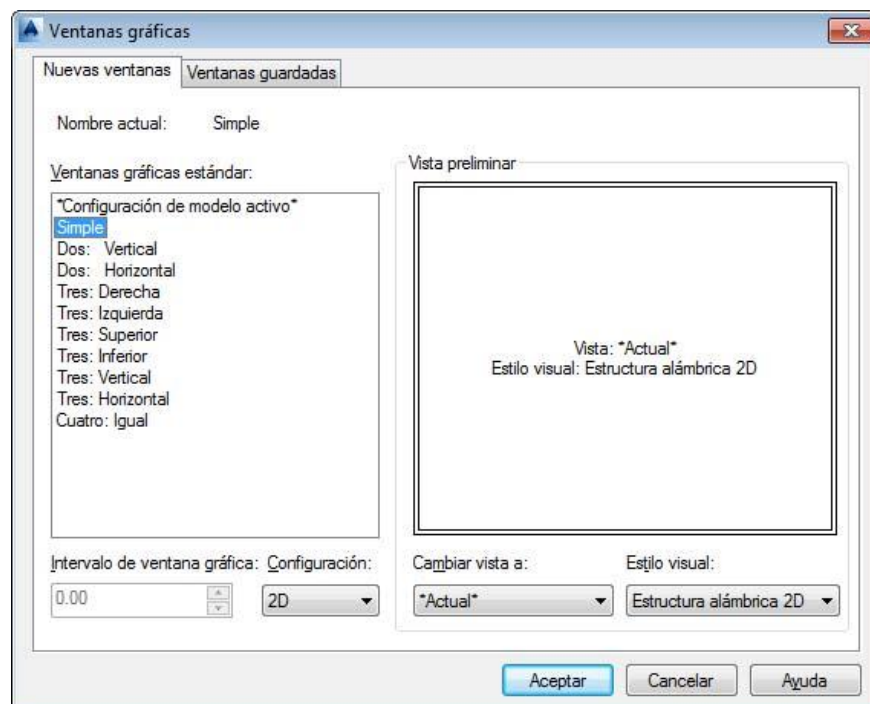 Ventanas gráficas
Nuevas ventanas
Ventanas guardadas
Nombre actual: Simple
Ventanas gráficas estándar:
*Configuración de modelo activo*
Simple
Dos: Vertical
Dos: Horizontal
Tres: Derecha
Tres: Izquierda
Tres: Superior
Tres: Inferior
Tres: Vertical
Tres: Horizontal
Cuatro: Igual
Intervalo de ventana gráfica:
0.00
Configuración:
2D
Vista preliminar
Vista: *Actual*
Estilo visual: Estructura alámbrica 2D
Cambiar vista a:
*Actual*
Estilo visual:
Estructura alámbrica 2D
Aceptar
Cancelar
Ayuda